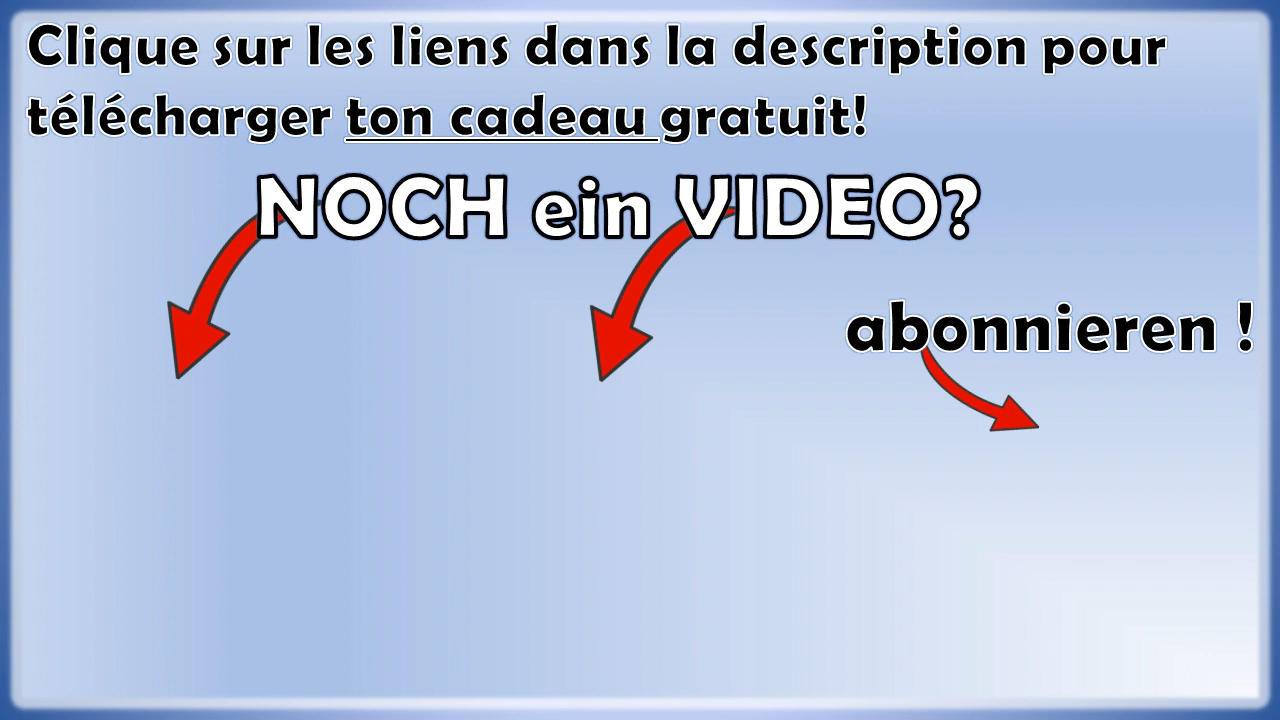 Clique sur les liens dans la description pour
télécharger ton cadeau gratuit!
NOCH ein VIDEO?
abonnieren !